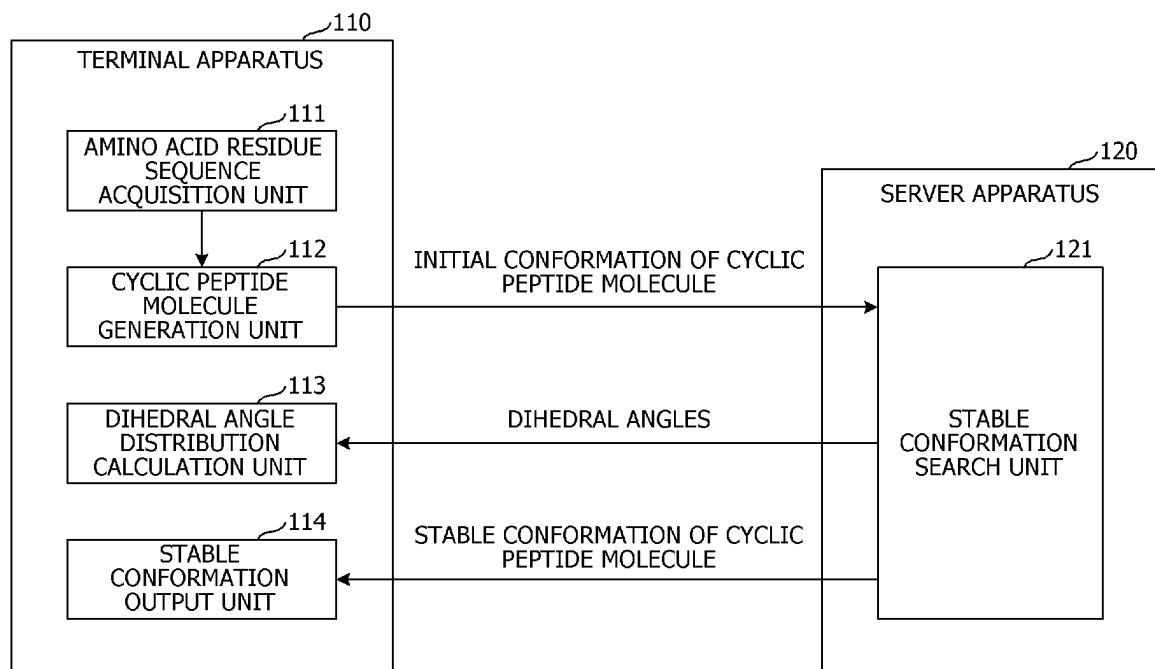 110
TERMINAL APPARATUS
111
AMINO ACID RESIDUE
SEQUENCE
ACQUISITION UNIT
112
CYCLIC PEPTIDE
MOLECULE
GENERATION UNIT
113
DIHEDRAL ANGLE
DISTRIBUTION
CALCULATION UNIT
114
STABLE
CONFORMATION
OUTPUT UNIT
INITIAL CONFORMATION OF CYCLIC
PEPTIDE MOLECULE
DIHEDRAL ANGLES
STABLE CONFORMATION OF CYCLIC
PEPTIDE MOLECULE
120
SERVER APPARATUS
121
STABLE
CONFORMATION
SEARCH UNIT